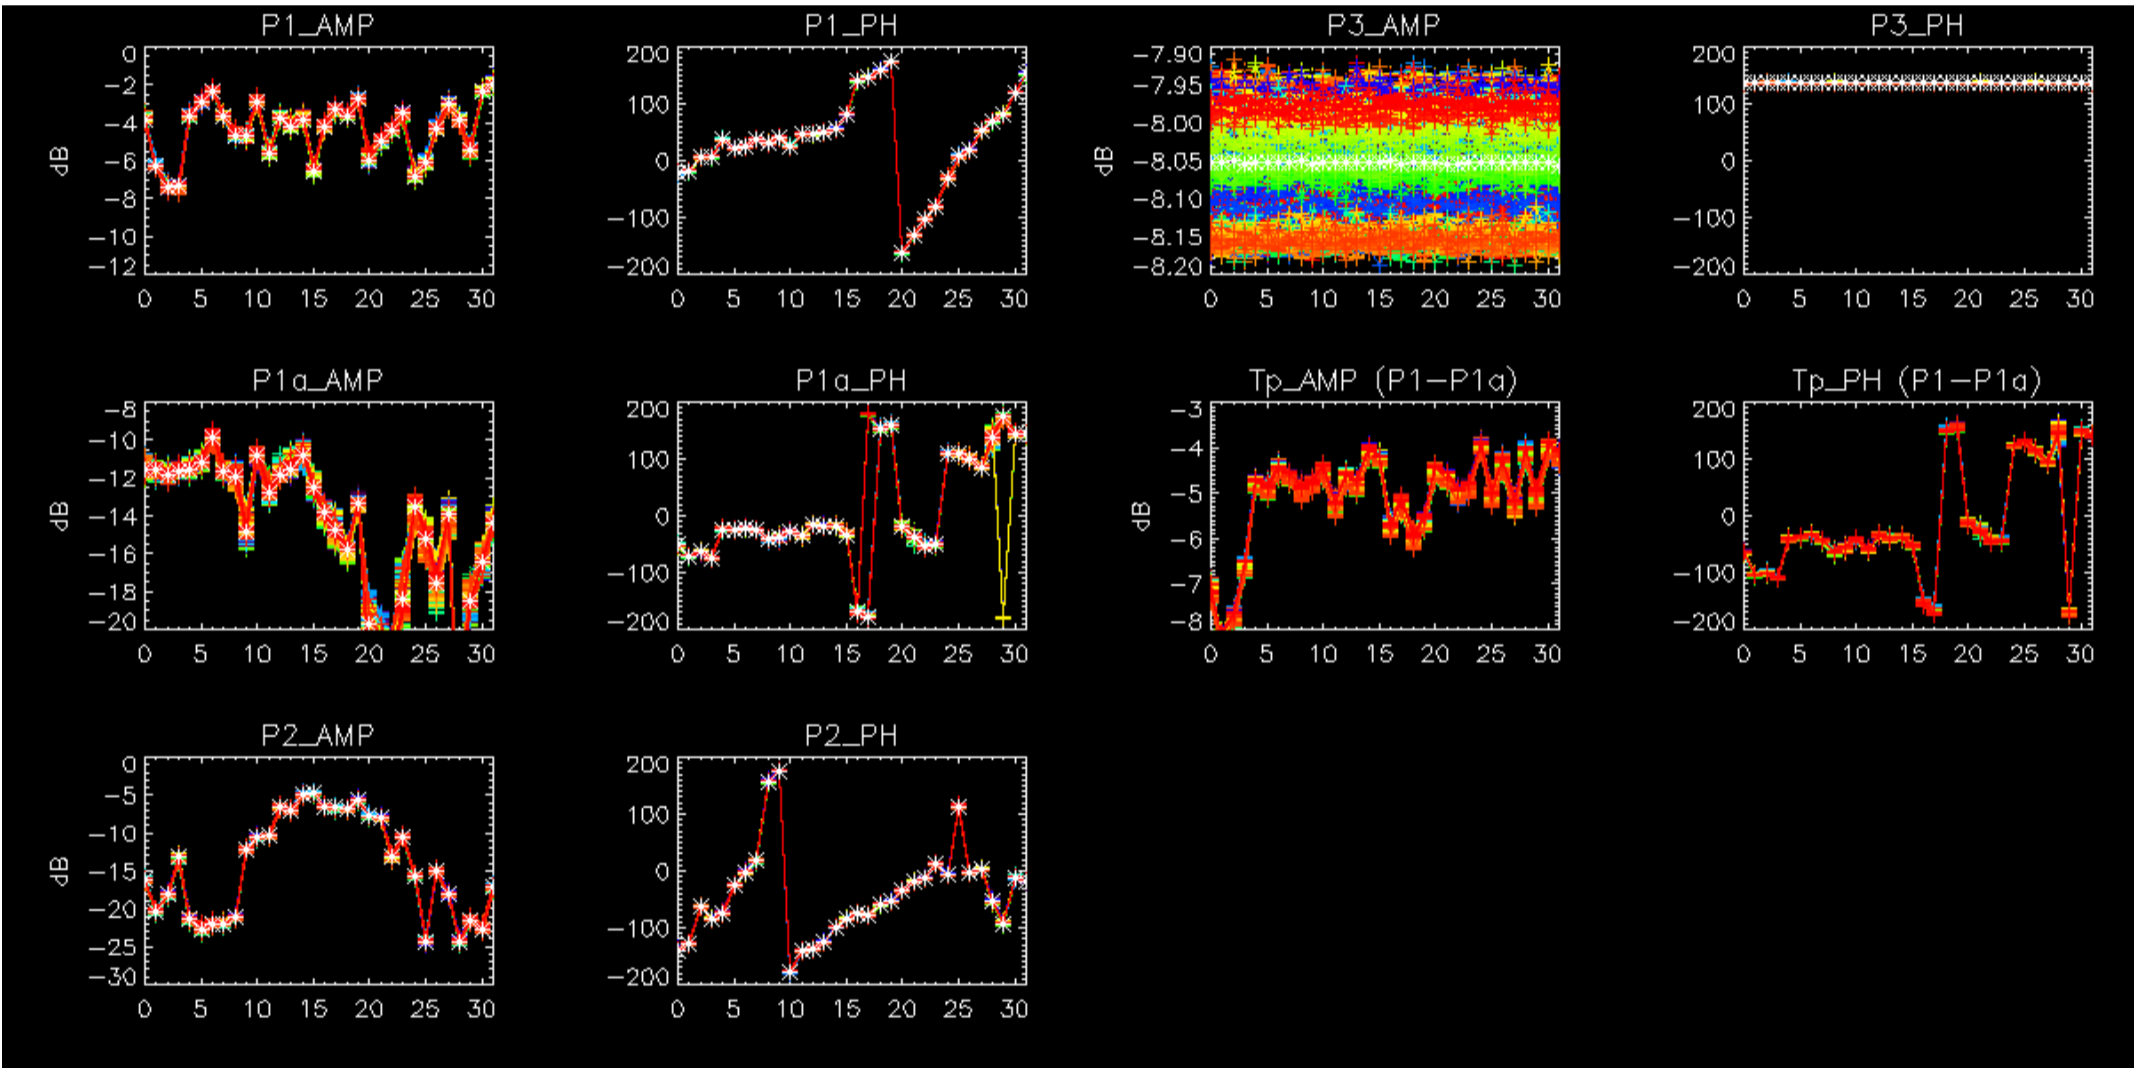 P1_AMP
0
−2
−4
−6
−8
−10
−12
dB
0 5 10 15 20 25 30
P1_PH
200
100
0
−100
−200
0 5 10 15 20 25 30
P3_AMP
−7.90
−7.95
−8.00
−8.05
−8.10
−8.15
−8.20
dB
0 5 10 15 20 25 30
P3_PH
200
100
0
−100
−200
0 5 10 15 20 25 30
P1a_AMP
−8
−10
−12
−14
−16
−18
−20
dB
0 5 10 15 20 25 30
P1a_PH
200
100
0
−100
−200
0 5 10 15 20 25 30
Tp_AMP (P1−P1a)
−3
−4
−5
−6
−7
−8
dB
0 5 10 15 20 25 30
Tp_PH (P1−P1a)
200
100
0
−100
−200
0 5 10 15 20 25 30
P2_AMP
0
−5
−10
−15
−20
−25
−30
dB
0 5 10 15 20 25 30
P2_PH
200
100
0
−100
−200
0 5 10 15 20 25 30